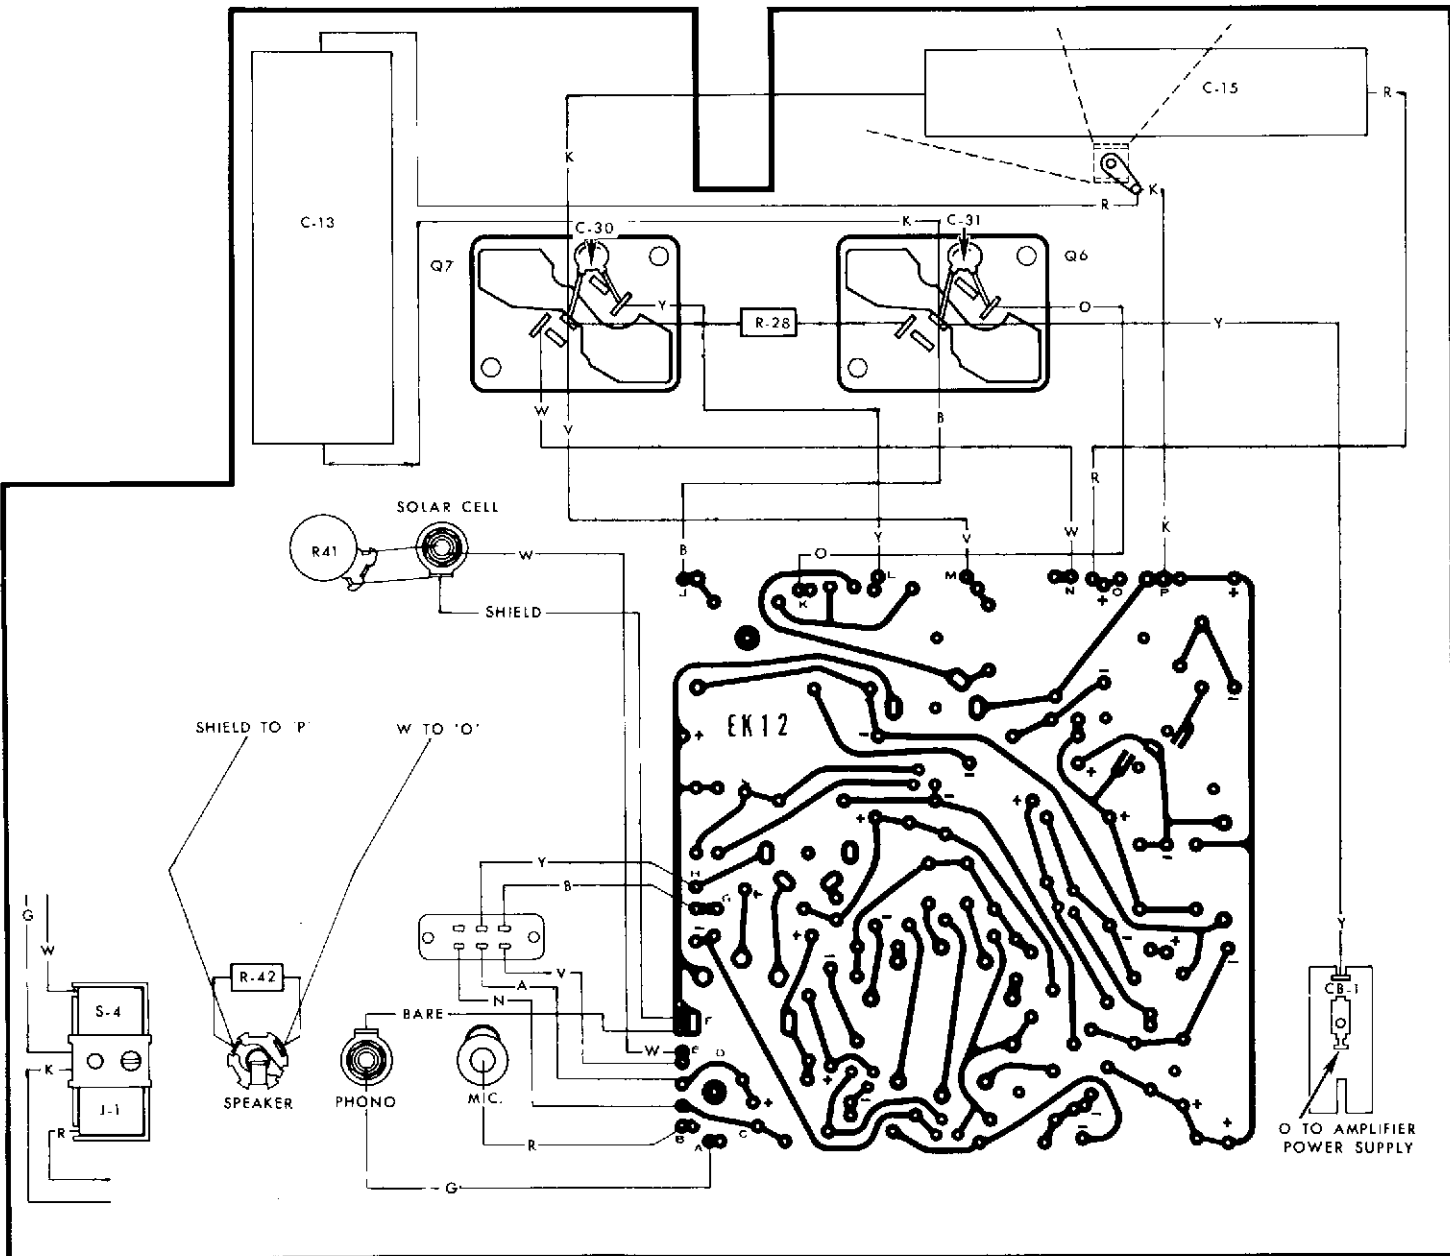 C-15
R
K
K
R
C-13
K
C-30
C-31
Q7
Q6
Y
O
R-28
Y
W
V
B
R
SOLAR CELL
R41
W
B
O
Y
V
W
K
SHIELD
J
K
L
M
N
+
O
P
+
SHIELD TO 'P'
W TO 'O'
EK12
+
-
-
-
-
+
-
+
+
+
-
-
Y
H
B
G
+
G
W
-
+
-
-
+
-
Y
R-42
V
A
N
-
CB-1
S-4
BARE
F
W
E
D
K
J-1
SPEAKER
PHONO
MIC.
+
+
-
+
R
R
B
A
C
-
-
+
O TO AMPLIFIER
POWER SUPPLY
G